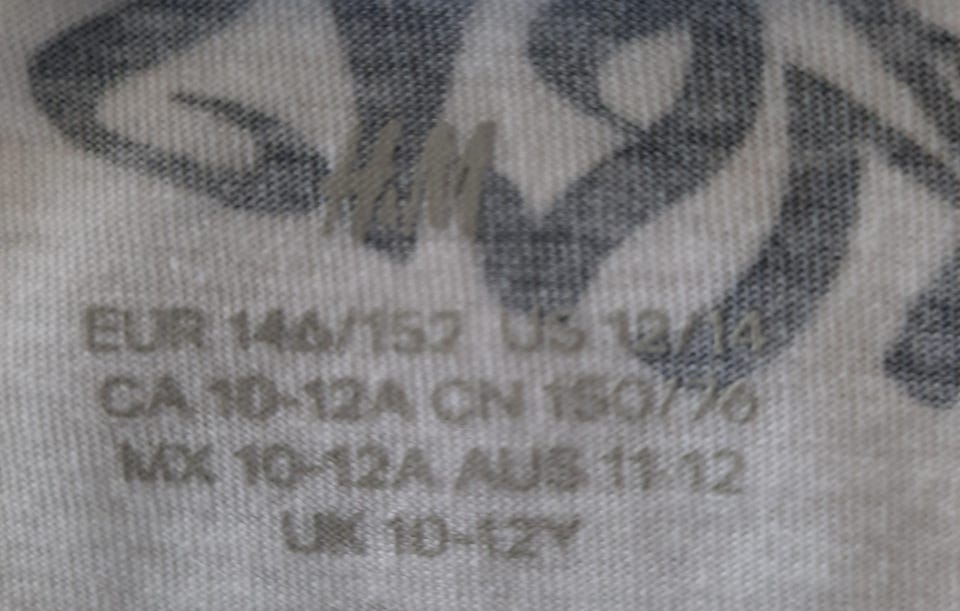 H&M
EUR 146/152 US 12/14
CA 10-12A CN 150/76
MX 10-12A AUS 11-12
UK 10-12Y